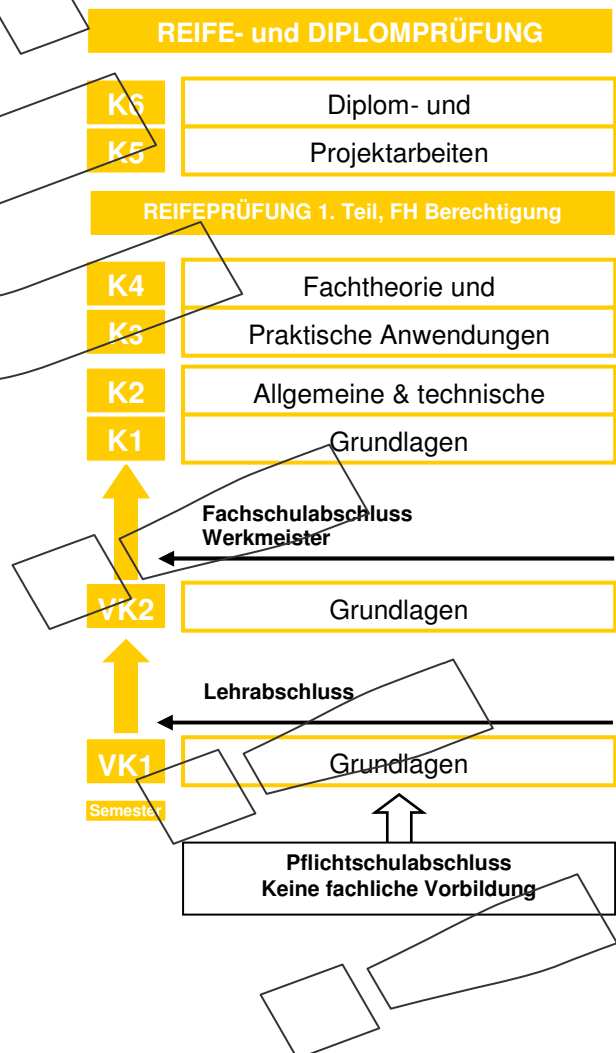 REIFE- und DIPLOMPRÜFUNG
K6 Diplom- und
K5 Projektarbeiten
REIFEPRÜFUNG 1. Teil, FH Berechtigung
K4 Fachtheorie und
K3 Praktische Anwendungen
K2 Allgemeine & technische
K1 Grundlagen
Fachschulabschluss
Werkmeister
VK2 Grundlagen
Lehrabschluss
VK1 Grundlagen
Semester
Pflichtschulabschluss
Keine fachliche Vorbildung